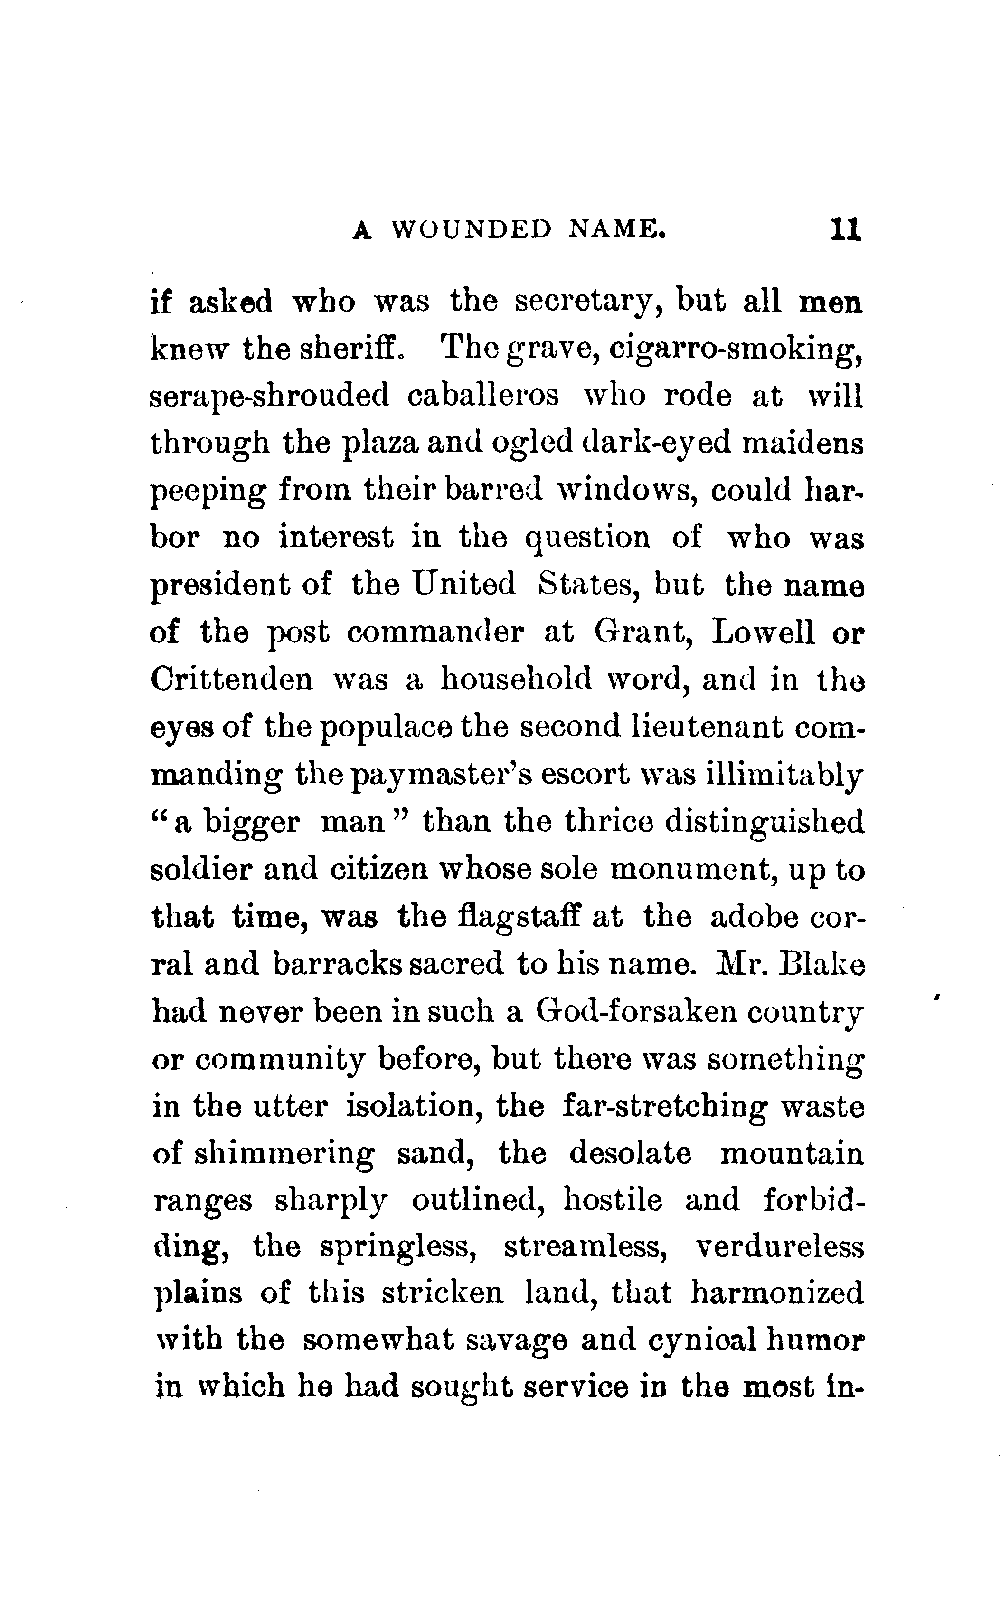 A WOUNDED NAME. 11
if asked who was the secretary, but all men
knew the sheriff. The grave, cigarro-smoking,
serape-shrouded caballeros who rode at will
through the plaza and ogled dark-eyed maidens
peeping from their barred windows, could har-
bor no interest in the question of who was
president of the United States, but the name
of the post commander at Grant, Lowell or
Crittenden was a household word, and in the
eyes of the populace the second lieutenant com-
manding the paymaster's escort was illimitably
"a bigger man" than the thrice distinguished
soldier and citizen whose sole monument, up to
that time, was the flagstaff at the adobe cor-
ral and barracks sacred to his name. Mr. Blake
had never been in such a God-forsaken country
or community before, but there was something
in the utter isolation, the far-stretching waste
of shimmering sand, the desolate mountain
ranges sharply outlined, hostile and forbid-
ding, the springless, streamless, verdureless
plains of this stricken land, that harmonized
with the somewhat savage and cynical humor
in which he had sought service in the most in-